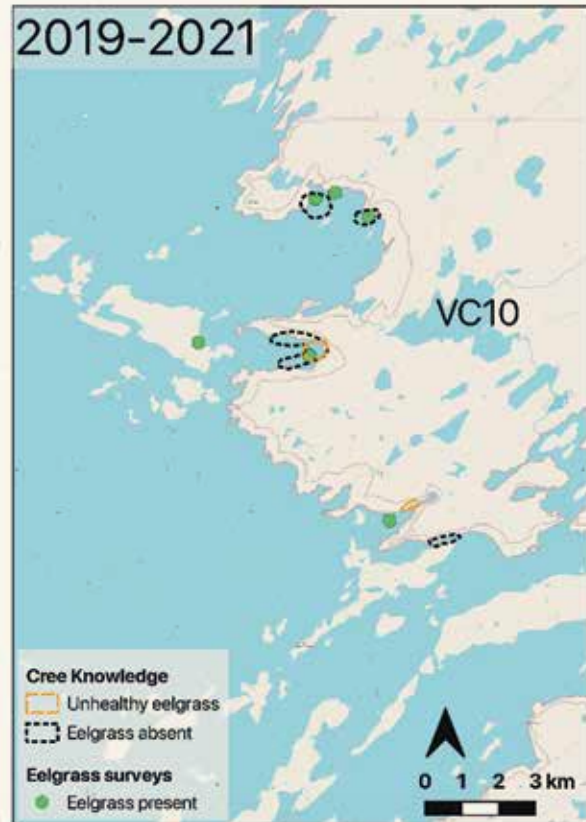 2019-2021
VC10
Cree Knowledge
Unhealthy eelgrass
Eelgrass absent
Eelgrass surveys
Eelgrass present
0 1 2 3 km